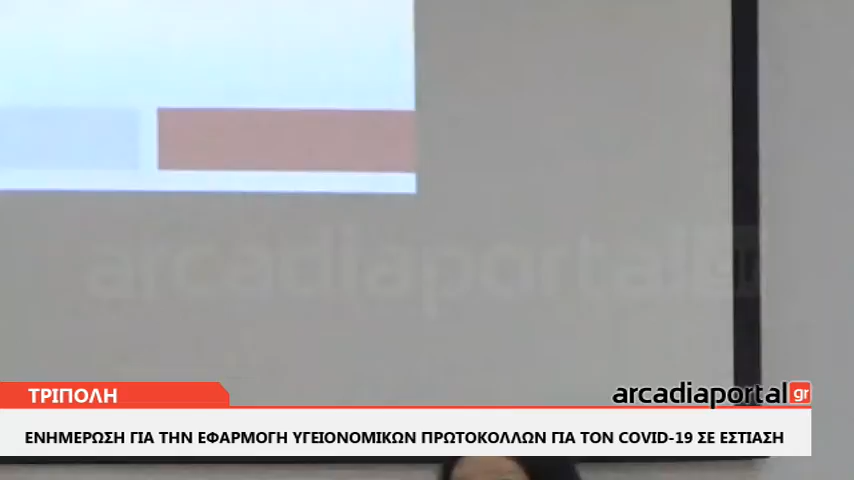 arcadiaportal.gr
ΤΡΙΠΟΛΗ
arcadiaportal gr
ΕΝΗΜΕΡΩΣΗ ΓΙΑ ΤΗΝ ΕΦΑΡΜΟΓΗ ΥΓΕΙΟΝΟΜΙΚΩΝ ΠΡΩΤΟΚΟΛΛΩΝ ΓΙΑ ΤΟΝ COVID-19 ΣΕ ΕΣΤΙΑΣΗ